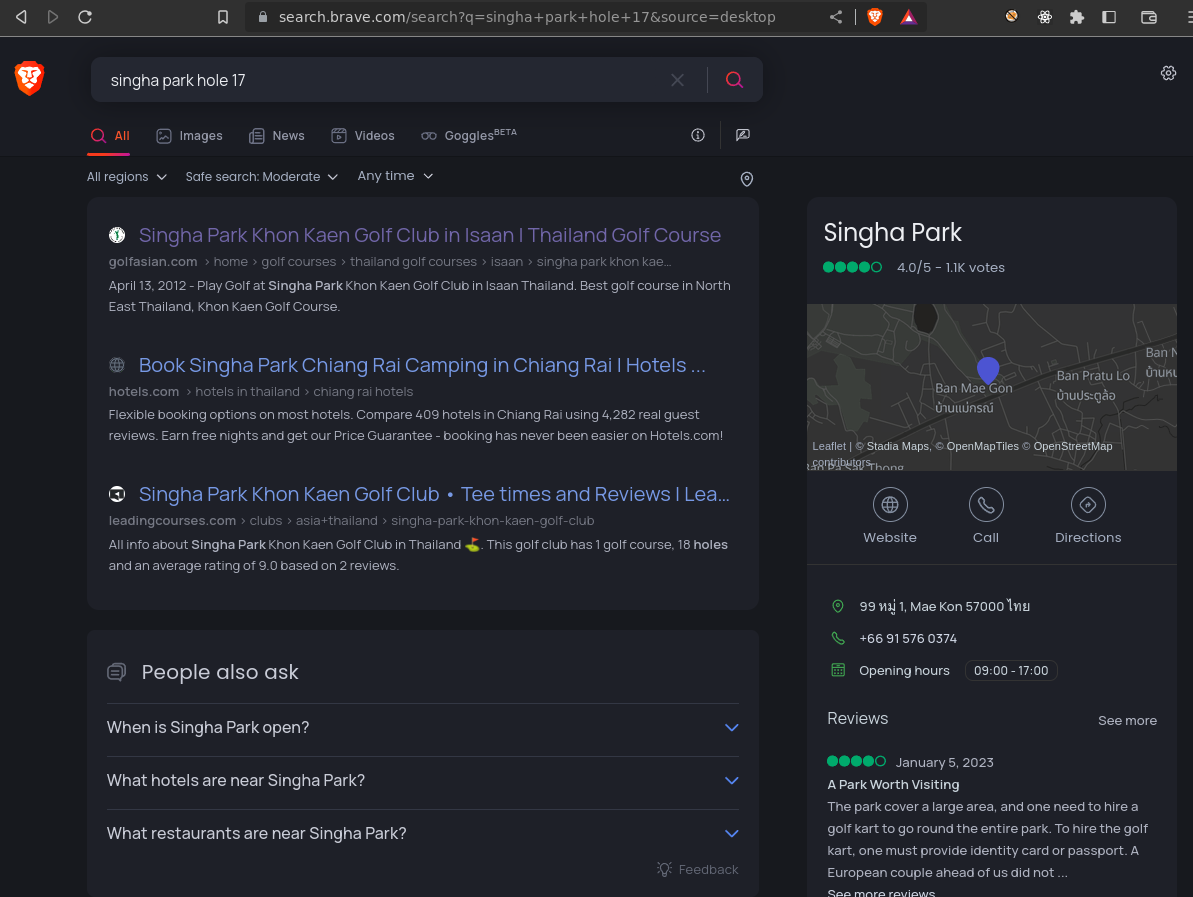 search.brave.com/search?q=singha+park+hole+17&source=desktop
singha park hole 17
All
Images
News
Videos
GogglesBETA
All regions
Safe search: Moderate
Any time
Singha Park Khon Kaen Golf Club in Isaan | Thailand Golf Course
golfasian.com › home › golf courses › thailand golf courses › isaan › singha park khon kae...
April 13, 2012 - Play Golf at Singha Park Khon Kaen Golf Club in Isaan Thailand. Best golf course in North
East Thailand, Khon Kaen Golf Course.
Book Singha Park Chiang Rai Camping in Chiang Rai | Hotels ...
hotels.com › hotels in thailand › chiang rai hotels
Flexible booking options on most hotels. Compare 409 hotels in Chiang Rai using 4,282 real guest
reviews. Earn free nights and get our Price Guarantee - booking has never been easier on Hotels.com!
Singha Park Khon Kaen Golf Club • Tee times and Reviews | Lea...
leadingcourses.com › clubs › asia+thailand › singha-park-khon-kaen-golf-club
All info about Singha Park Khon Kaen Golf Club in Thailand ⛳. This golf club has 1 golf course, 18 holes
and an average rating of 9.0 based on 2 reviews.
People also ask
When is Singha Park open?
What hotels are near Singha Park?
What restaurants are near Singha Park?
Feedback
Singha Park
4.0/5 - 1.1K votes
Ban N
บ้านหน
Ban Pratu Lo
บ้านประตูล้อ
Ban Mae Gon
บ้านแม่กรณ์
Leaflet | © Stadia Maps, © OpenMapTiles © OpenStreetMap
contributors
Ban Pa Sak Thong
Website
Call
Directions
99 หมู่ 1, Mae Kon 57000 ไทย
+66 91 576 0374
Opening hours 09:00 - 17:00
Reviews
See more
January 5, 2023
A Park Worth Visiting
The park cover a large area, and one need to hire a
golf kart to go round the entire park. To hire the golf
kart, one must provide identity card or passport. A
European couple ahead of us did not ...
See more reviews